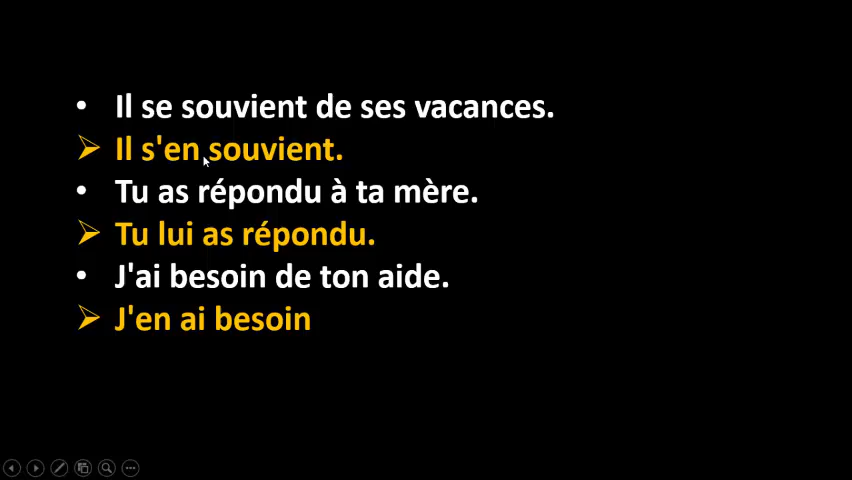 • Il se souvient de ses vacances.
➢ Il s'en souvient.
• Tu as répondu à ta mère.
➢ Tu lui as répondu.
• J'ai besoin de ton aide.
➢ J'en ai besoin